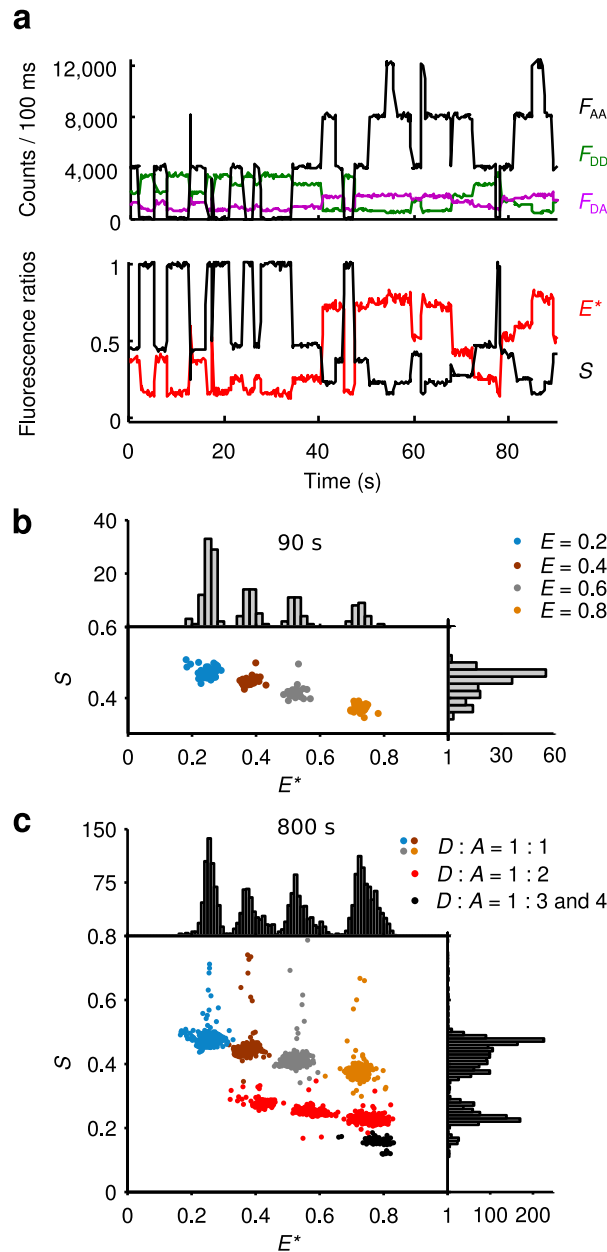 a
12,000
8,000
4,000
0
Counts / 100 ms
F_AA
F_DD
F_DA
1
0.5
0
Fluorescence ratios
E*
S
0 20 40 60 80
Time (s)
b
90 s
40
20
0.6
0.4
S
E = 0.2
E = 0.4
E = 0.6
E = 0.8
0 0.2 0.4 0.6 0.8 1 30 60
E*
c
800 s
150
75
0.8
0.6
0.4
0.2
0
S
D : A = 1 : 1
D : A = 1 : 2
D : A = 1 : 3 and 4
0 0.2 0.4 0.6 0.8 1 100 200
E*